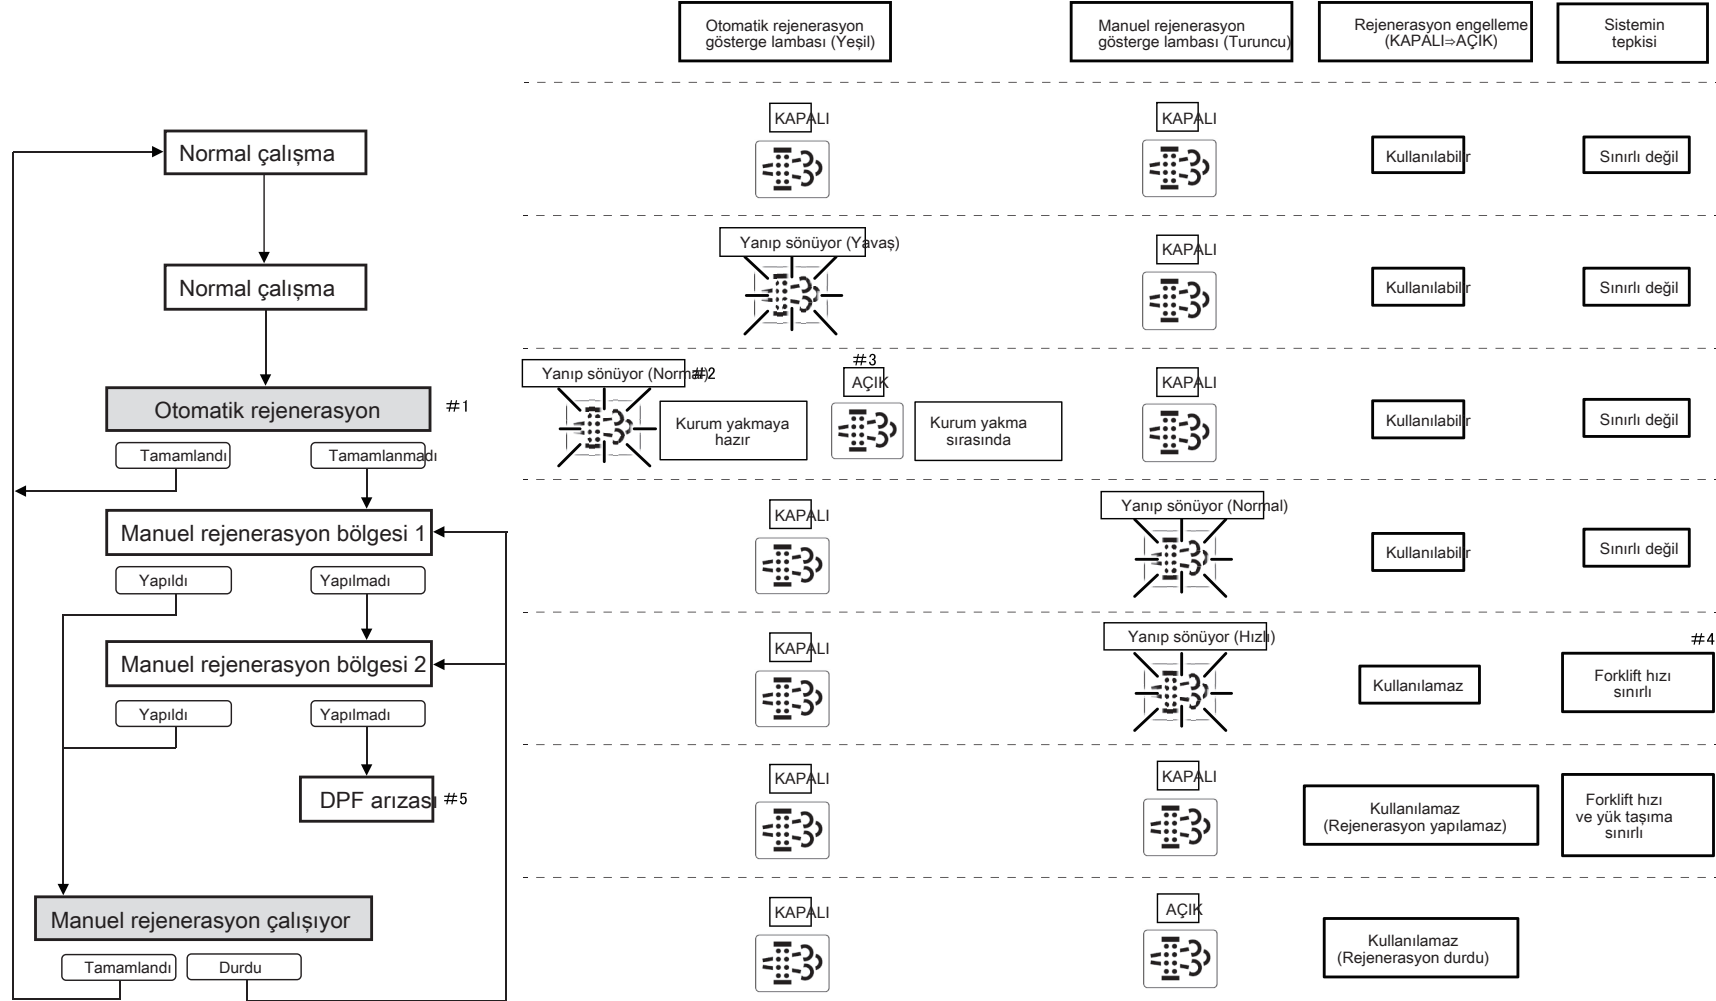 Otomatik rejenerasyon
gösterge lambası (Yeşil)
Manuel rejenerasyon
gösterge lambası (Turuncu)
Rejenerasyon engelleme
(KAPALI⇒AÇIK)
Sistemin
tepkisi
Normal çalışma
KAPALI
KAPALI
Kullanılabilir
Sınırlı değil
Normal çalışma
Yanıp sönüyor (Yavaş)
KAPALI
Kullanılabilir
Sınırlı değil
Otomatik rejenerasyon
#1
Yanıp sönüyor (Normal)
#2
Kurum yakmaya
hazır
#3
AÇIK
Kurum yakma
sırasında
KAPALI
Kullanılabilir
Sınırlı değil
Tamamlandı
Tamamlanmadı
Manuel rejenerasyon bölgesi 1
KAPALI
Yanıp sönüyor (Normal)
Kullanılabilir
Sınırlı değil
Yapıldı
Yapılmadı
Manuel rejenerasyon bölgesi 2
KAPALI
Yanıp sönüyor (Hızlı)
Kullanılamaz
#4
Forklift hızı
sınırlı
Yapıldı
Yapılmadı
DPF arızası
#5
KAPALI
KAPALI
Kullanılamaz
(Rejenerasyon yapılamaz)
Forklift hızı
ve yük taşıma
sınırlı
Manuel rejenerasyon çalışıyor
KAPALI
AÇIK
Kullanılamaz
(Rejenerasyon durdu)
Tamamlandı
Durdu